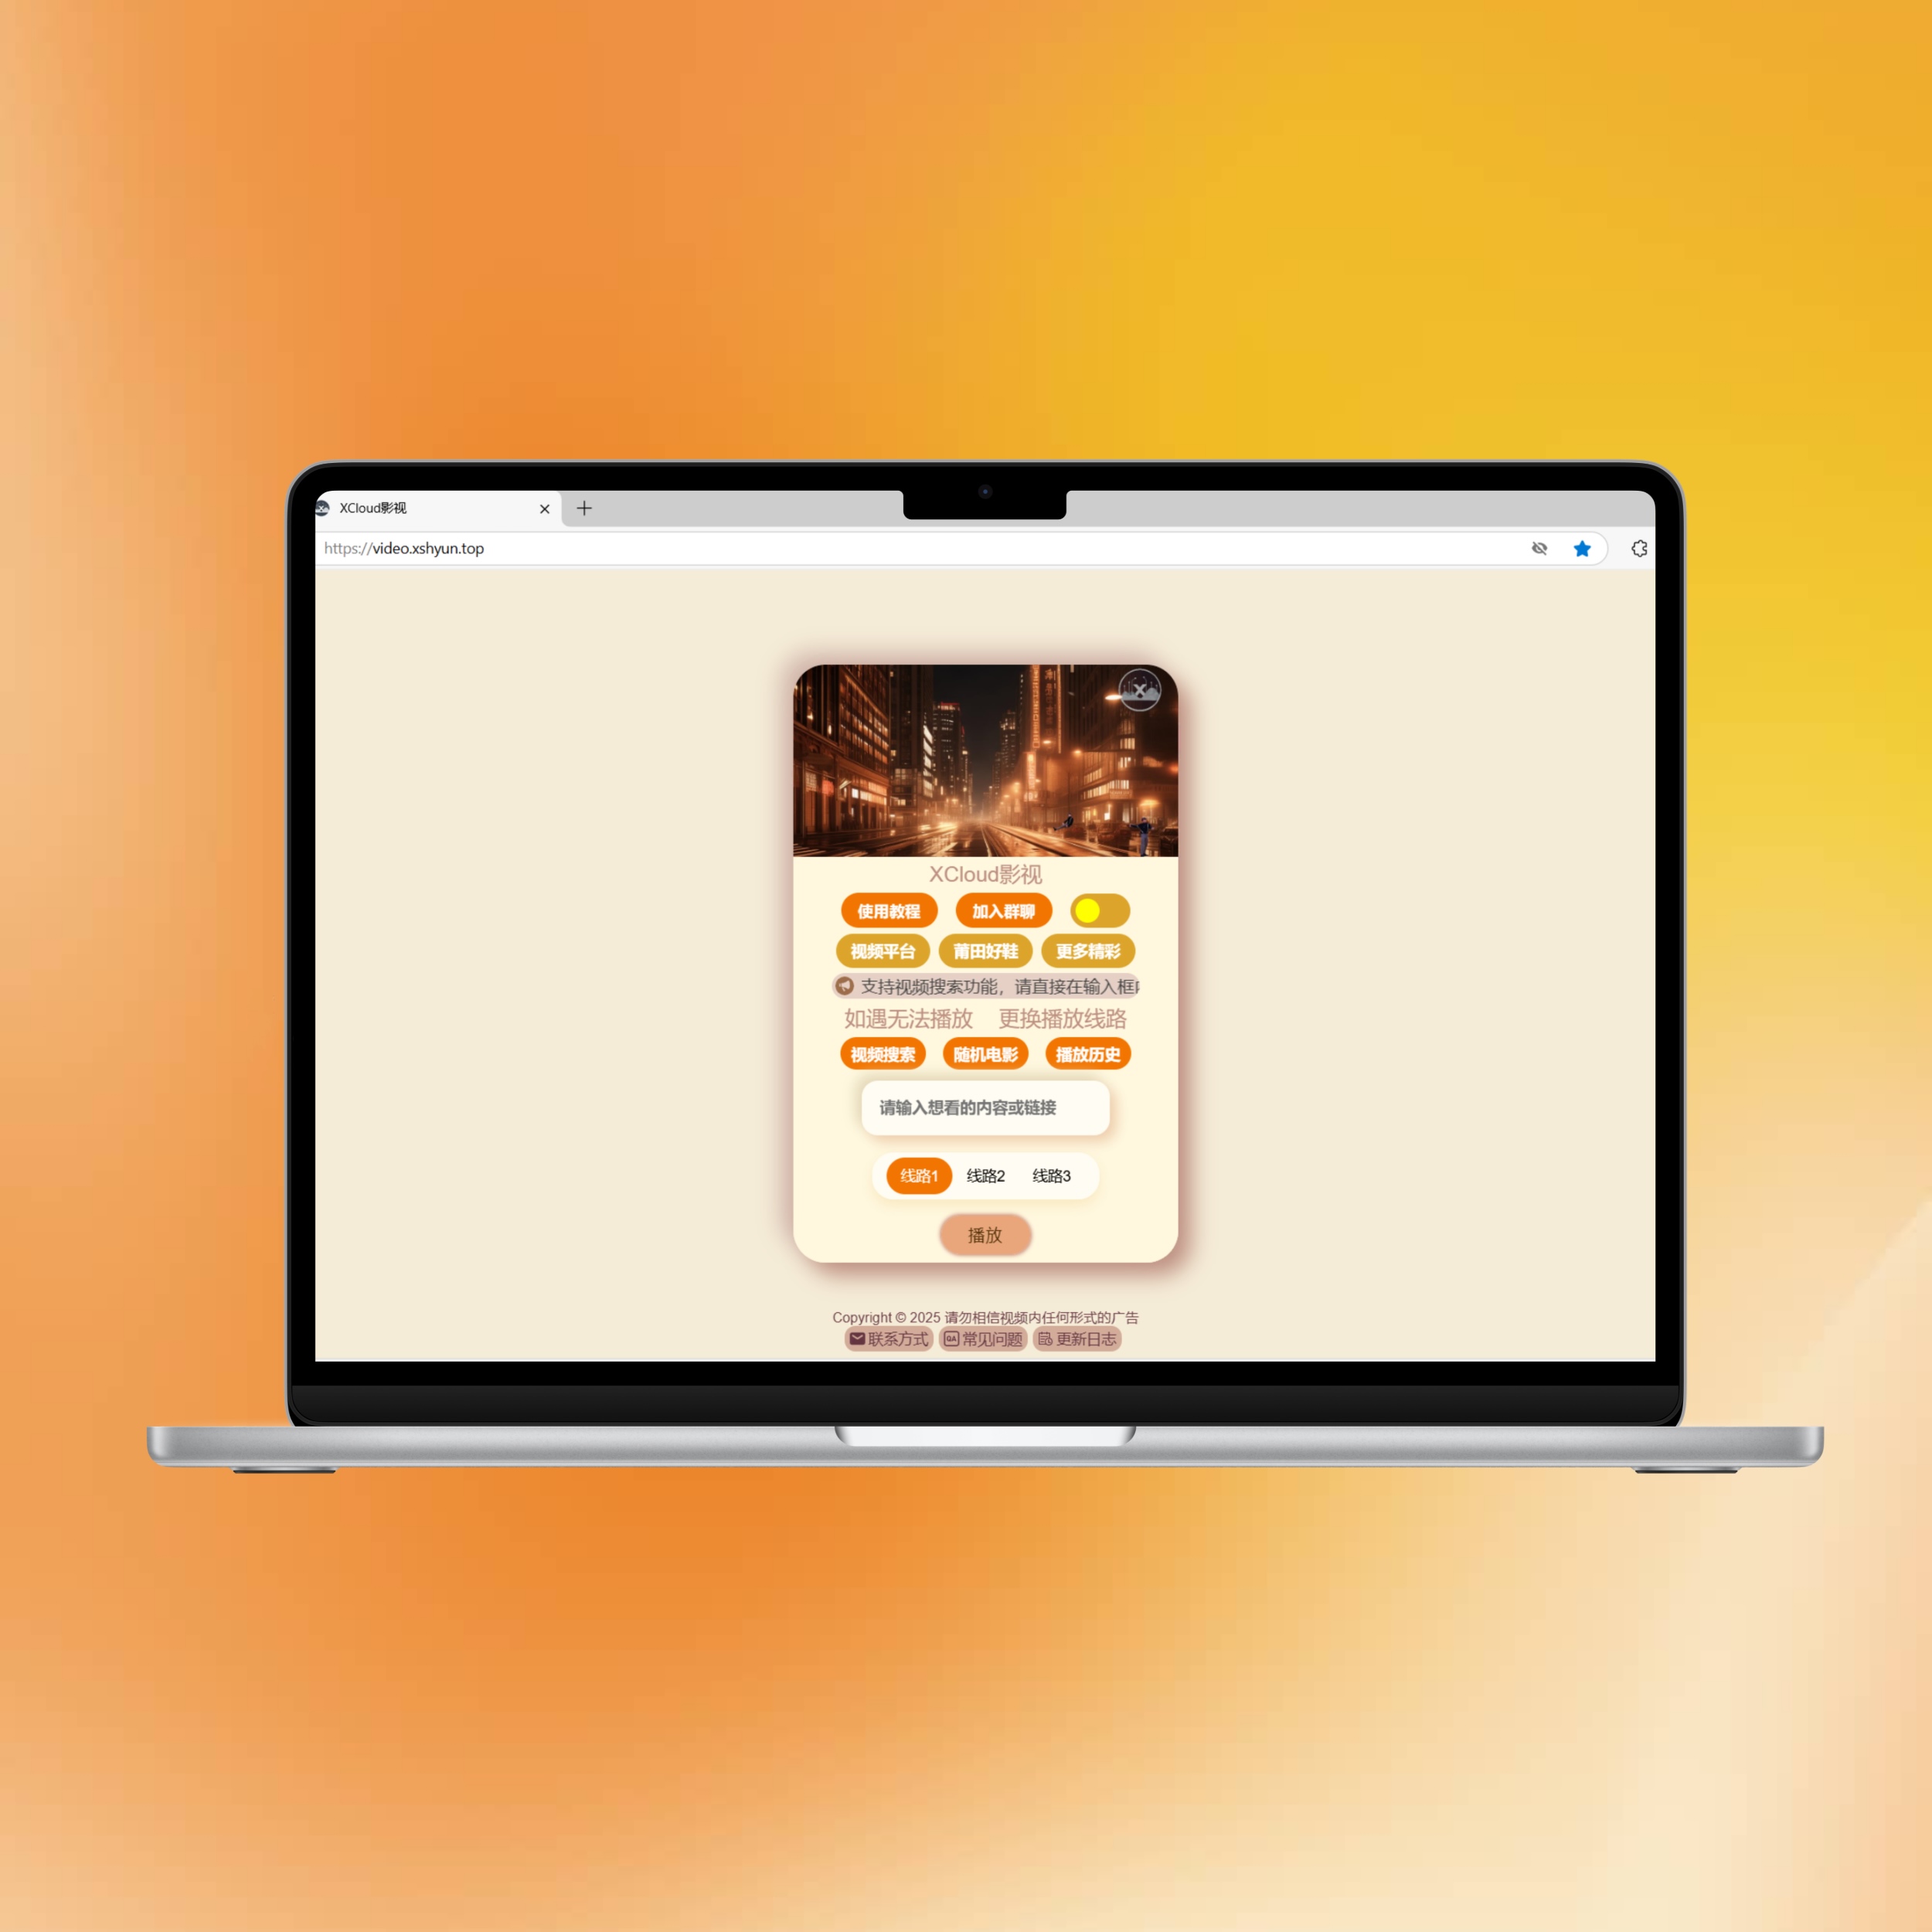 XCloud影视
https://video.xshyun.top
X
XCloud影视
使用教程 加入群聊
视频平台 莆田好鞋 更多精彩
支持视频搜索功能，请直接在输入框
如遇无法播放 更换播放线路
视频搜索 随机电影 播放历史
请输入想看的内容或链接
线路1 线路2 线路3
播放
Copyright © 2025 请勿相信视频内任何形式的广告
联系方式 QA 常见问题 更新日志